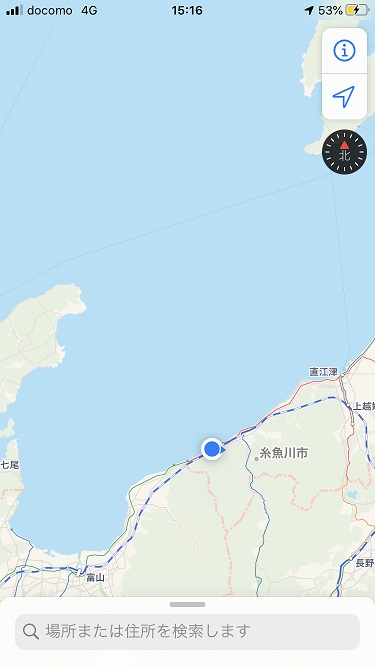 docomo 4G 15:16 53%
北
直江津
上越妙
糸魚川市
七尾
長野
富山
場所または住所を検索します